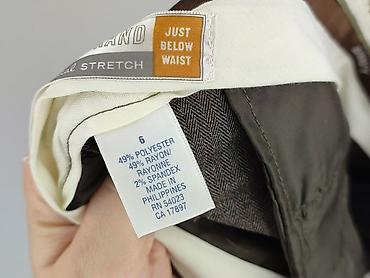 JUST
BELOW
WAIST
STRETCH
6
49% POLYESTER
49% RAYON/
RAYONNE
2% SPANDEX
MADE IN
PHILIPPINES
RN 54023
CA 17897